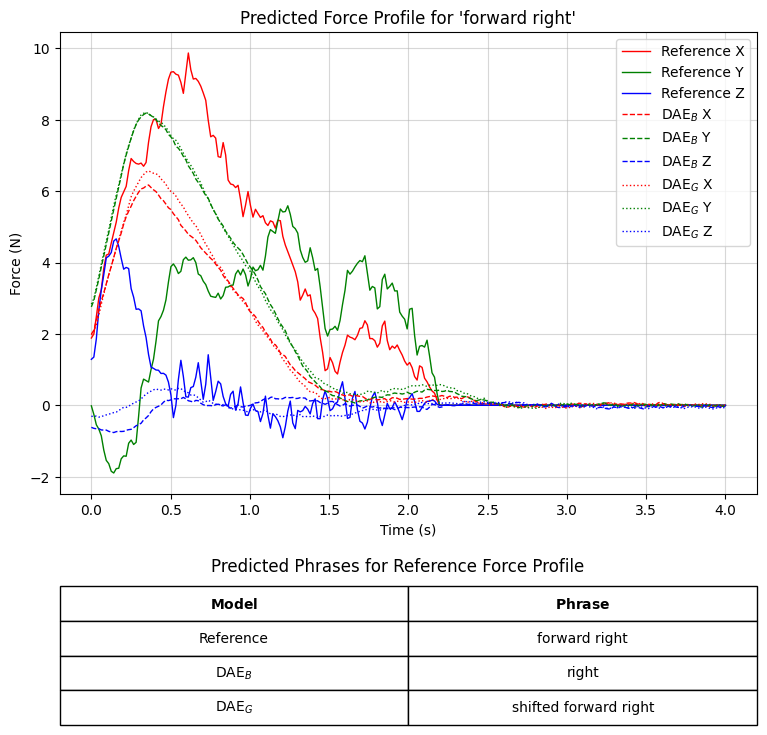 Predicted Force Profile for 'forward right'
Force (N)
10
8
6
4
2
0
−2
Reference X
Reference Y
Reference Z
DAE_B X
DAE_B Y
DAE_B Z
DAE_G X
DAE_G Y
DAE_G Z
0.0 0.5 1.0 1.5 2.0 2.5 3.0 3.5 4.0
Time (s)
Predicted Phrases for Reference Force Profile
Model Phrase
Reference forward right
DAE_B right
DAE_G shifted forward right